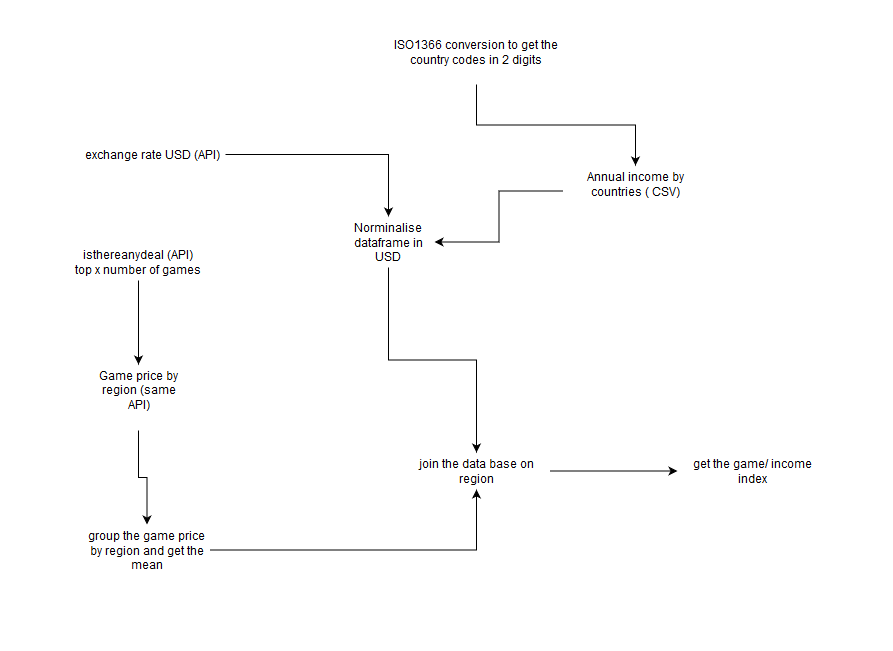 ISO1366 conversion to get the
country codes in 2 digits
exchange rate USD (API)
Annual income by
countries ( CSV)
Norminalise
dataframe in
USD
isthereanydeal (API)
top x number of games
Game price by
region (same
API)
join the data base on
region
get the game/ income
index
group the game price
by region and get the
mean